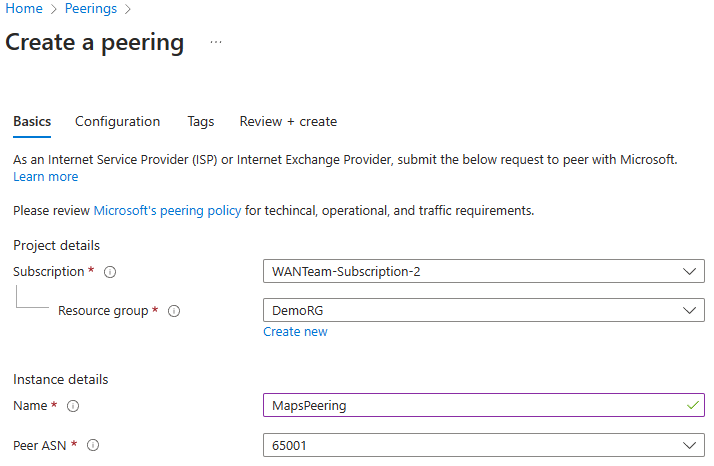 Home > Peerings >
Create a peering ...
Basics Configuration Tags Review + create
As an Internet Service Provider (ISP) or Internet Exchange Provider, submit the below request to peer with Microsoft.
Learn more
Please review Microsoft's peering policy for techincal, operational, and traffic requirements.
Project details
Subscription * WANTeam-Subscription-2
Resource group * DemoRG
Create new
Instance details
Name * MapsPeering
Peer ASN * 65001